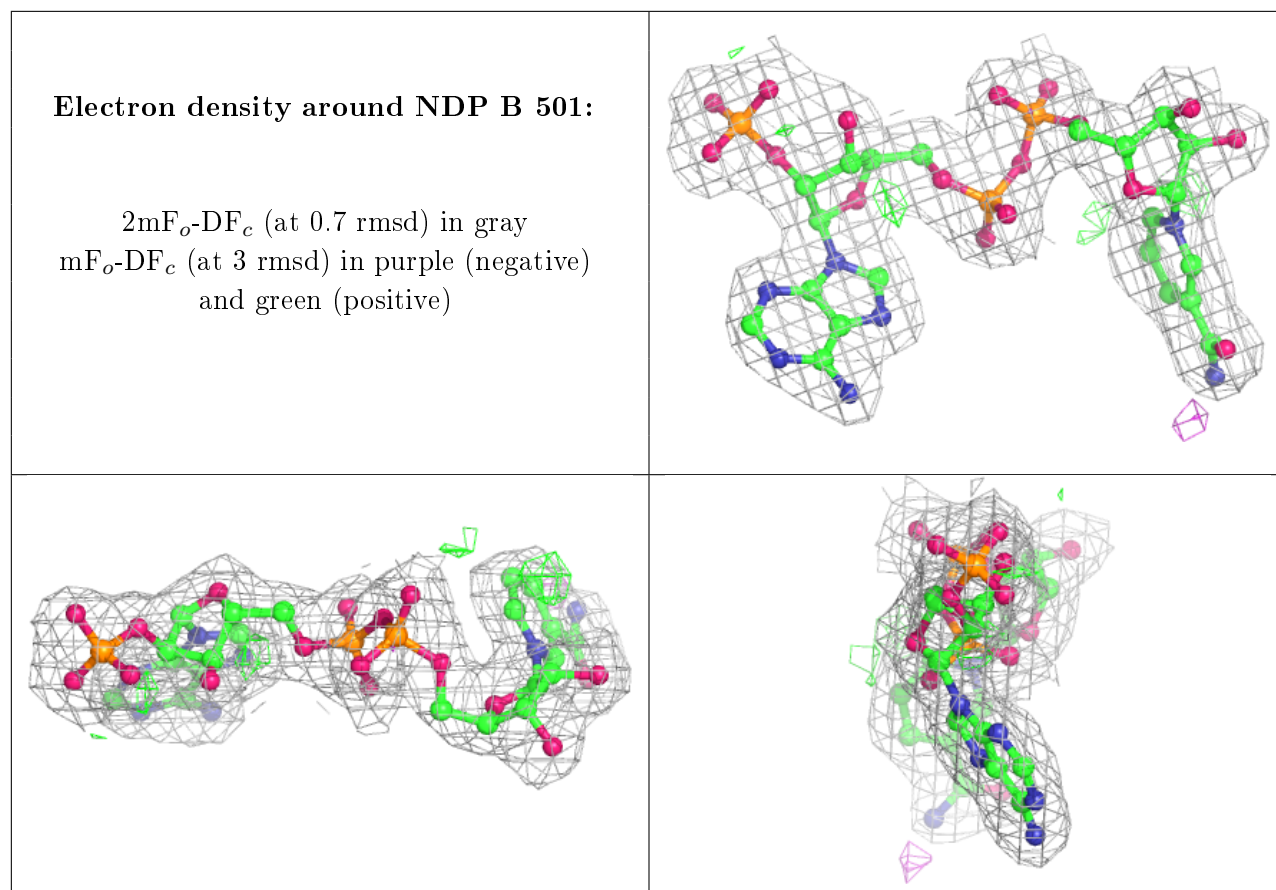 Electron density around NDP B 501:
2mFo-DFc (at 0.7 rmsd) in gray
mFo-DFc (at 3 rmsd) in purple (negative)
and green (positive)